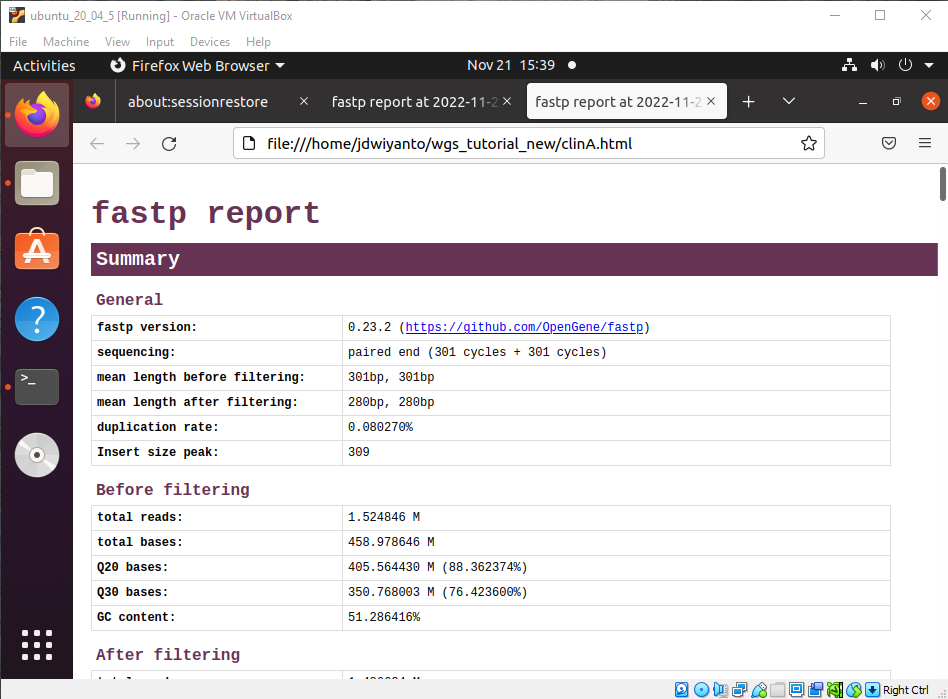 ubuntu_20_04_5 [Running] - Oracle VM VirtualBox
File Machine View Input Devices Help
Activities Firefox Web Browser Nov 21 15:39
about:sessionrestore fastp report at 2022-11-2 fastp report at 2022-11-2
file:///home/jdwiyanto/wgs_tutorial_new/clinA.html
fastp report
Summary
General
fastp version: 0.23.2 (https://github.com/OpenGene/fastp)
sequencing: paired end (301 cycles + 301 cycles)
mean length before filtering: 301bp, 301bp
mean length after filtering: 280bp, 280bp
duplication rate: 0.080270%
Insert size peak: 309
Before filtering
total reads: 1.524846 M
total bases: 458.978646 M
Q20 bases: 405.564430 M (88.362374%)
Q30 bases: 350.768003 M (76.423600%)
GC content: 51.286416%
After filtering
Right Ctrl